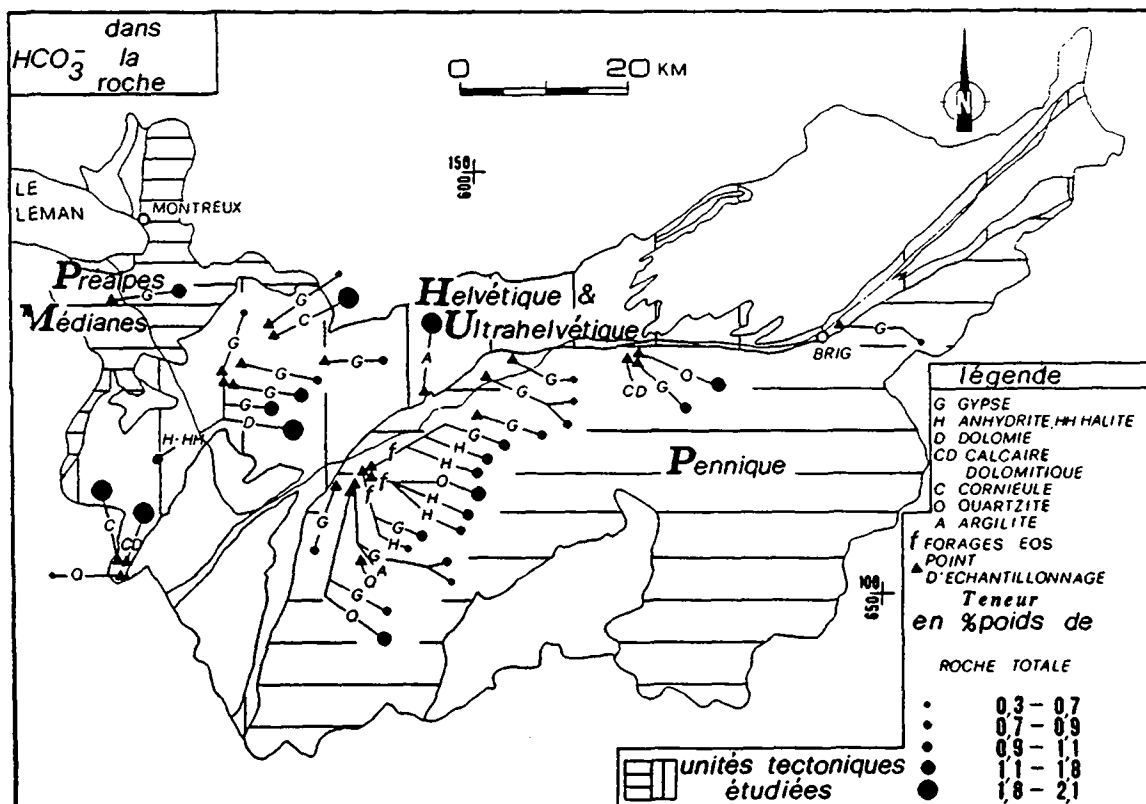 dans
HCO3- la
roche
0 20 KM
N
150
600
LE
LEMAN
MONTREUX
Préalpes
Médianes
Helvétique &
Ultrahelvétique
G
G
C
G
G
G
G
G
D
H-HH
A
G
G
CD
Q
G
BRIG
G
Pennique
C
CD
Q
G
f
f
f
G
H
H
Q
H
H
G
H
G
A
Q
G
Q
100
650
légende
G GYPSE
H ANHYDRITE, HH HALITE
D DOLOMIE
CD CALCAIRE
DOLOMITIQUE
C CORNIEULE
Q QUARTZITE
A ARGILITE
f FORAGES EOS
POINT
D'ECHANTILLONNAGE
Teneur
en %poids de
ROCHE TOTALE
0,3 – 0,7
0,7 – 0,9
0,9 – 1,1
1,1 – 1,8
1,8 – 2,1
unités tectoniques
étudiées